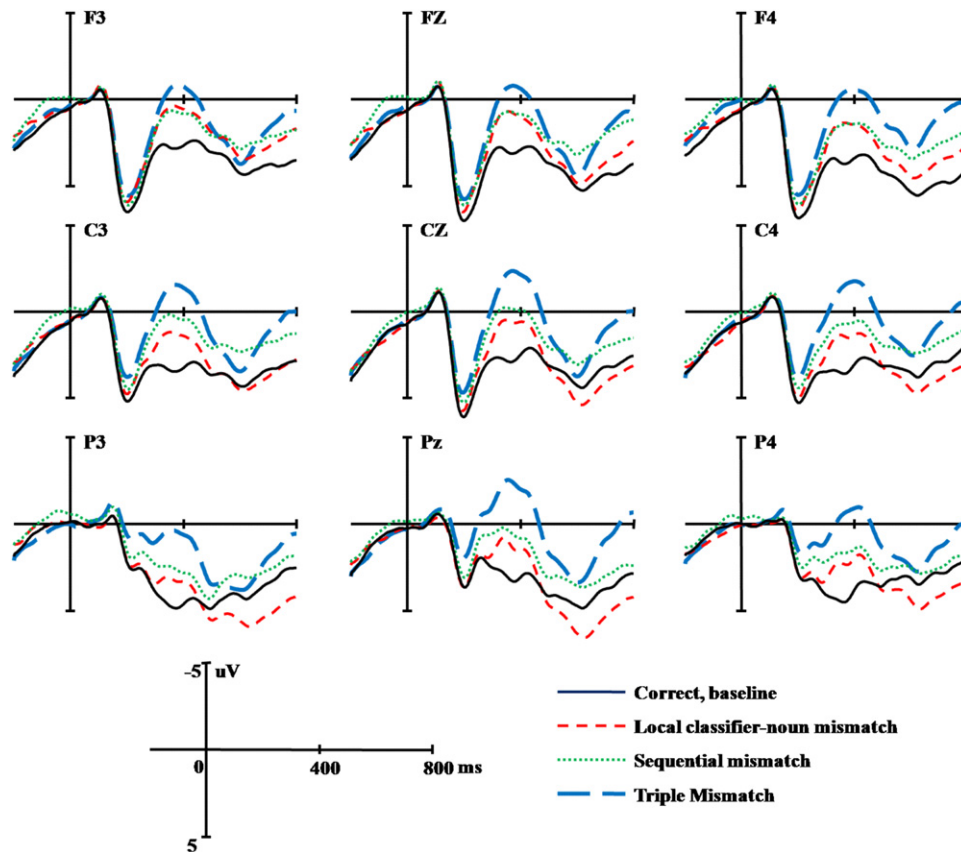 F3 FZ F4
C3 CZ C4
P3 Pz P4
-5 uV
0 400 800 ms
5
Correct, baseline
Local classifier-noun mismatch
Sequential mismatch
Triple Mismatch